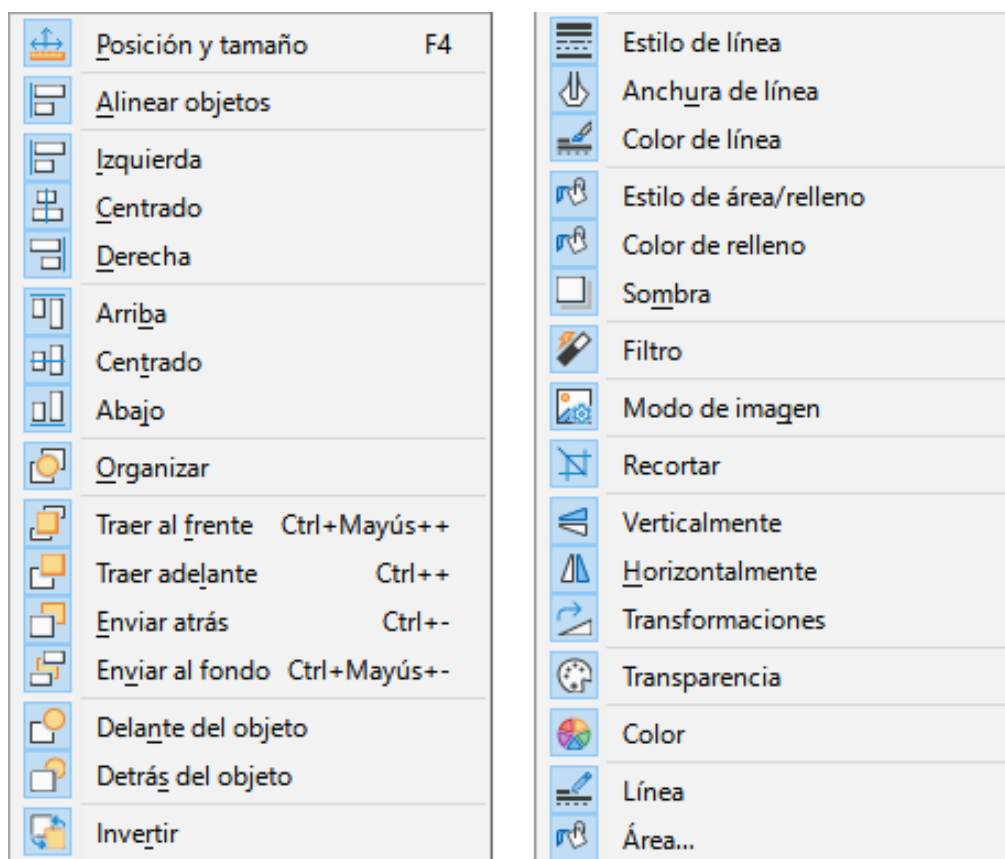 Posición y tamaño F4
Alinear objetos
Izquierda
Centrado
Derecha
Arriba
Centrado
Abajo
Organizar
Traer al frente Ctrl+Mayús++
Traer adelante Ctrl++
Enviar atrás Ctrl+-
Enviar al fondo Ctrl+Mayús+-
Delante del objeto
Detrás del objeto
Invertir
Estilo de línea
Anchura de línea
Color de línea
Estilo de área/relleno
Color de relleno
Sombra
Filtro
Modo de imagen
Recortar
Verticalmente
Horizontalmente
Transformaciones
Transparencia
Color
Línea
Área...